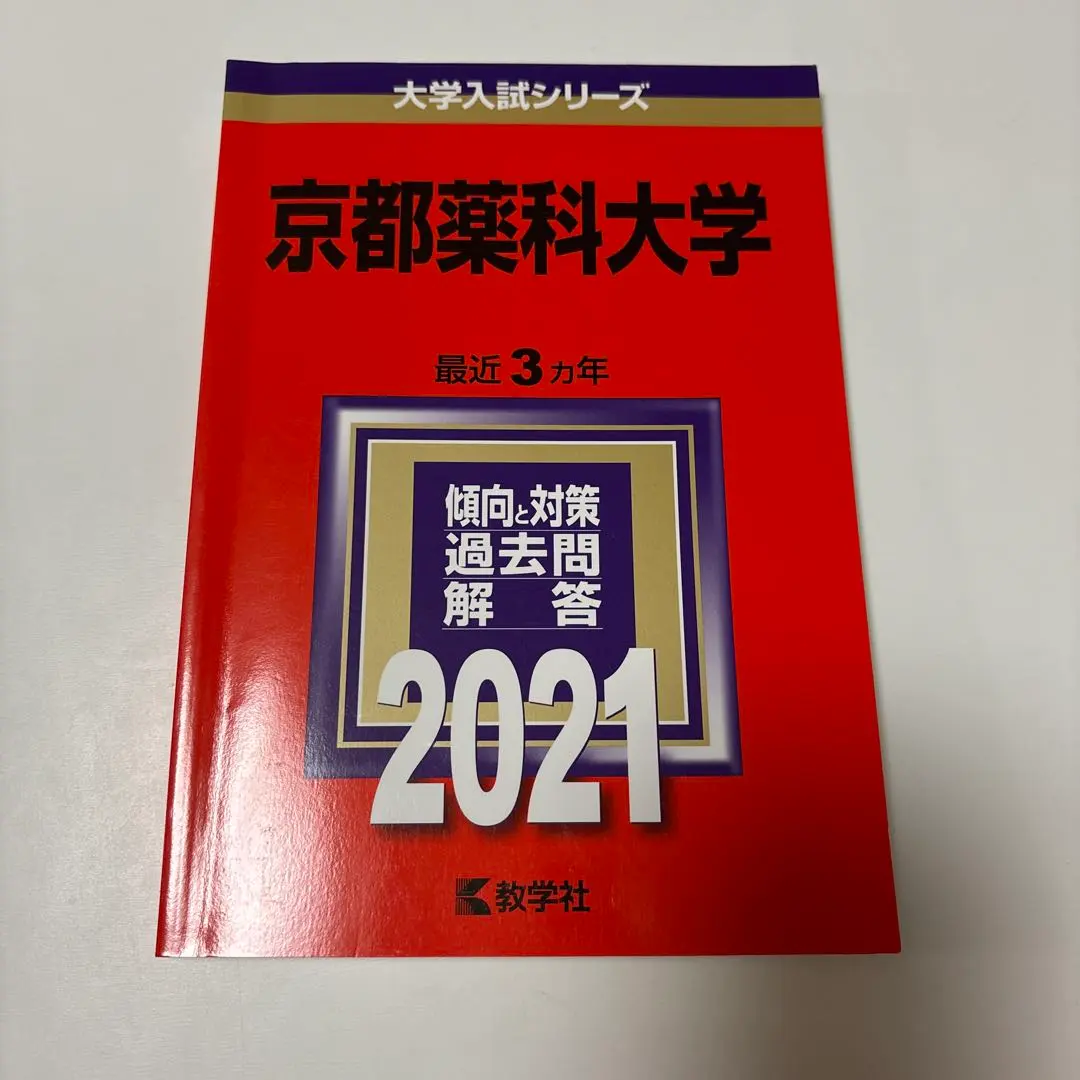 大学入試シリーズ
京都薬科大学
最近3カ年
傾向と対策
過去問
解答
2021
教学社